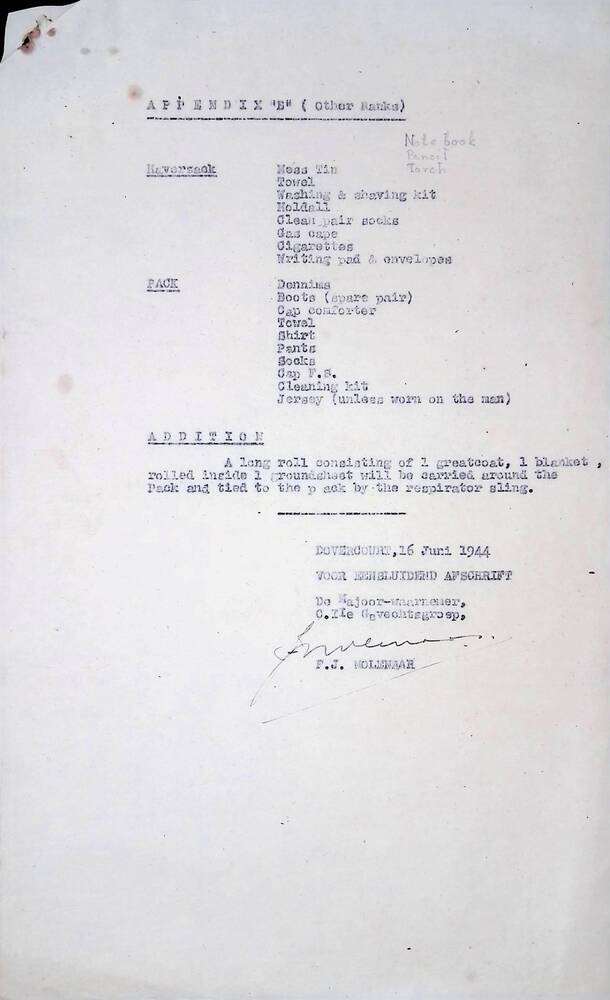 A P P E N D I X "B" ( Other Ranks)
Note book
Pencil
Torch
Haversack Mess Tin
Towel
Washing & shaving kit
Holdall
Clean pair socks
Gas cape
Cigarettes
Writing pad & envelopes
PACK Dennims
Boots (spare pair)
Cap comforter
Towel
Shirt
Pants
Socks
Cap F.S.
Cleaning kit
Jersey (unless worn on the man)
A D D I T I O N
A long roll consisting of 1 greatcoat, 1 blanket ,
rolled inside 1 groundsheet will be carried around the
Pack and tied to the p ack by the respirator sling.
DOVERCOURT,16 Juni 1944
VOOR EENSLUIDEND AFSCHRIFT
De Majoor-waarnemer,
C.IIe Gevechtsgroep,
F.J. MOLENAAR